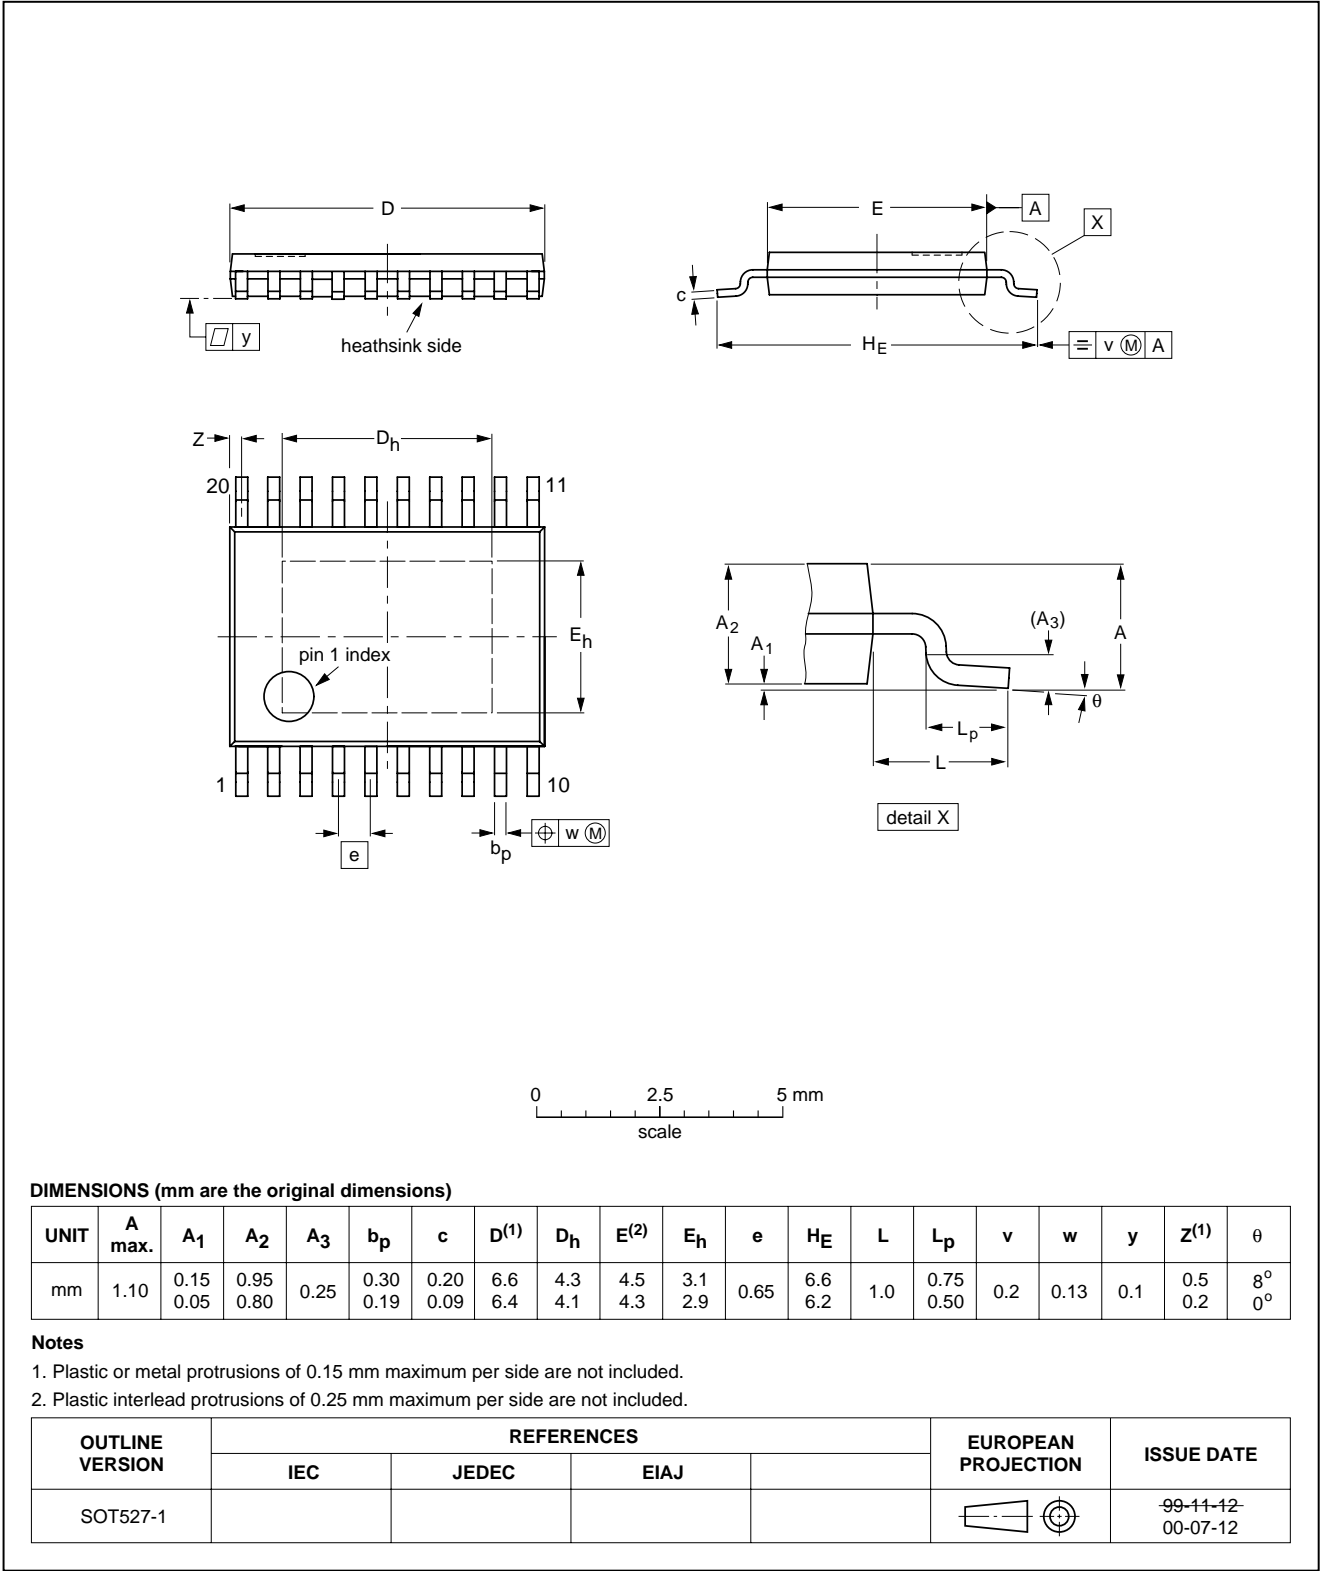 D
E
A
X
c
y
heathsink side
HE
v M A
Z
Dh
20
11
Eh
pin 1 index
1
10
e
bp
w M
A2
A1
(A3)
A
θ
Lp
L
detail X
0 2.5 5 mm
scale
DIMENSIONS (mm are the original dimensions)
UNIT A max. A1 A2 A3 bp c D(1) Dh E(2) Eh e HE L Lp v w y Z(1) θ
mm 1.10 0.15 0.05 0.95 0.80 0.25 0.30 0.19 0.20 0.09 6.6 6.4 4.3 4.1 4.5 4.3 3.1 2.9 0.65 6.6 6.2 1.0 0.75 0.50 0.2 0.13 0.1 0.5 0.2 8o 0o
Notes
1. Plastic or metal protrusions of 0.15 mm maximum per side are not included.
2. Plastic interlead protrusions of 0.25 mm maximum per side are not included.
OUTLINE VERSION
REFERENCES
IEC JEDEC EIAJ
EUROPEAN PROJECTION
ISSUE DATE
SOT527-1
99-11-12
00-07-12